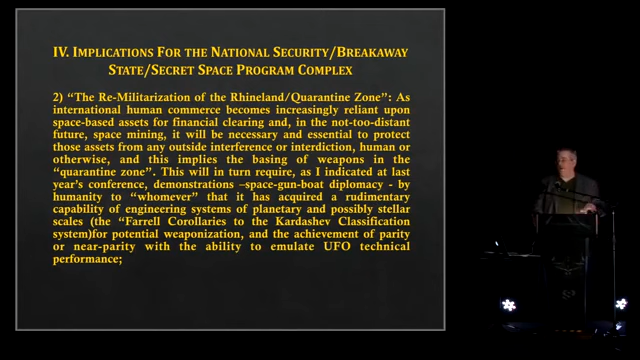 IV. IMPLICATIONS FOR THE NATIONAL SECURITY/BREAKAWAY
STATE/SECRET SPACE PROGRAM COMPLEX
2) “The Re-Militarization of the Rhineland/Quarantine Zone”: As
international human commerce becomes increasingly reliant upon
space-based assets for financial clearing and, in the not-too-distant
future, space mining, it will be necessary and essential to protect
those assets from any outside interference or interdiction, human or
otherwise, and this implies the basing of weapons in the
“quarantine zone”. This will in turn require, as I indicated at last
year’s conference, demonstrations –space-gun-boat diplomacy - by
humanity to “whomever” that it has acquired a rudimentary
capability of engineering systems of planetary and possibly stellar
scales (the “Farrell Corollaries to the Kardashev Classification
system)for potential weaponization, and the achievement of parity
or near-parity with the ability to emulate UFO technical
performance;